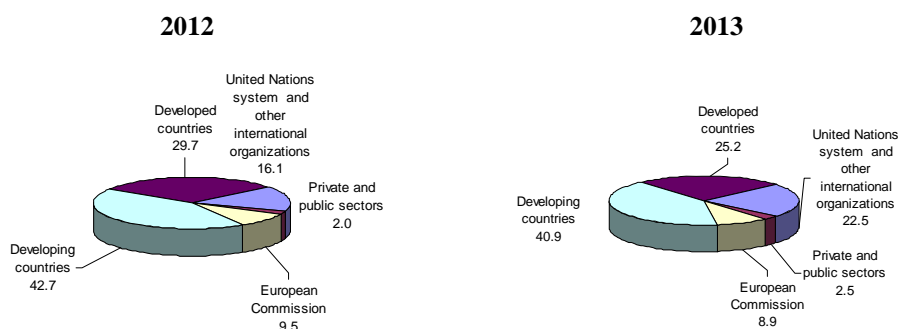 2012
United Nations
system and
other
international
organizations
16.1
Developed
countries
29.7
Private and
public sectors
2.0
Developing
countries
42.7
European
Commission
9.5
2013
Developed
countries
25.2
United Nations
system and
other
international
organizations
22.5
Developing
countries
40.9
Private and
public sectors
2.5
European
Commission
8.9